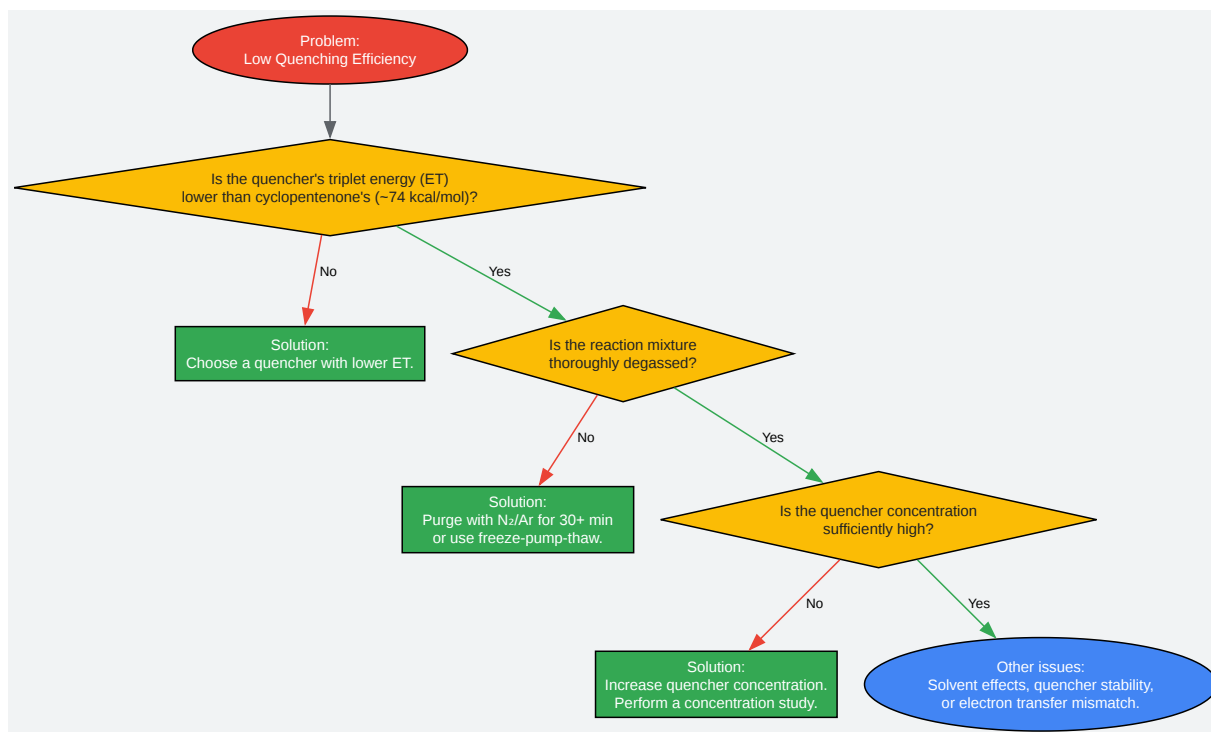 Problem:
Low Quenching Efficiency
Is the quencher's triplet energy (ET)
lower than cyclopentenone's (~74 kcal/mol)?
No
Yes
Solution:
Choose a quencher with lower ET.
Is the reaction mixture
thoroughly degassed?
No
Yes
Solution:
Purge with N₂/Ar for 30+ min
or use freeze-pump-thaw.
Is the quencher concentration
sufficiently high?
No
Yes
Solution:
Increase quencher concentration.
Perform a concentration study.
Other issues:
Solvent effects, quencher stability,
or electron transfer mismatch.